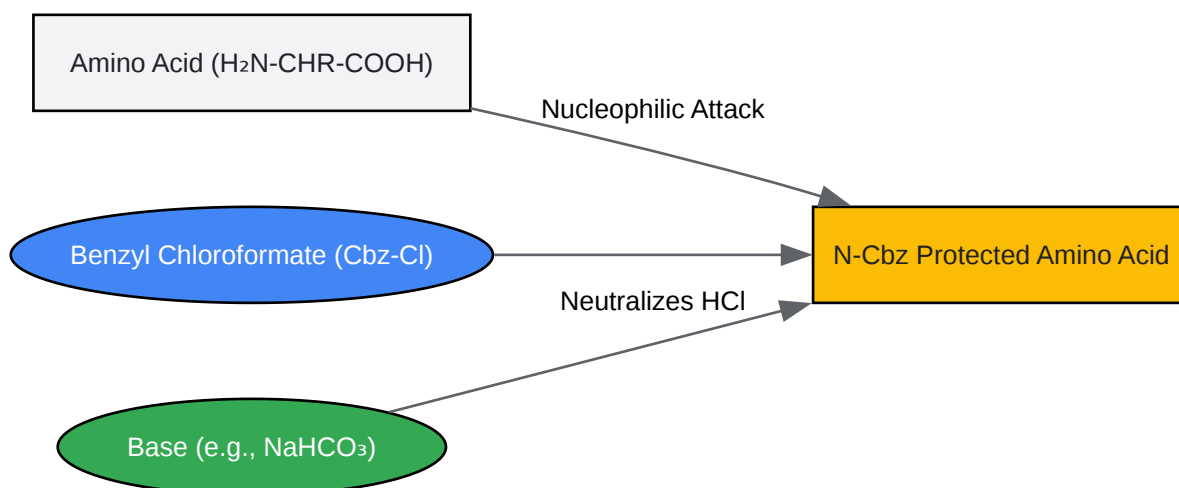 Amino Acid (H₂N-CHR-COOH)
Nucleophilic Attack
Benzyl Chloroformate (Cbz-Cl)
N-Cbz Protected Amino Acid
Neutralizes HCl
Base (e.g., NaHCO₃)